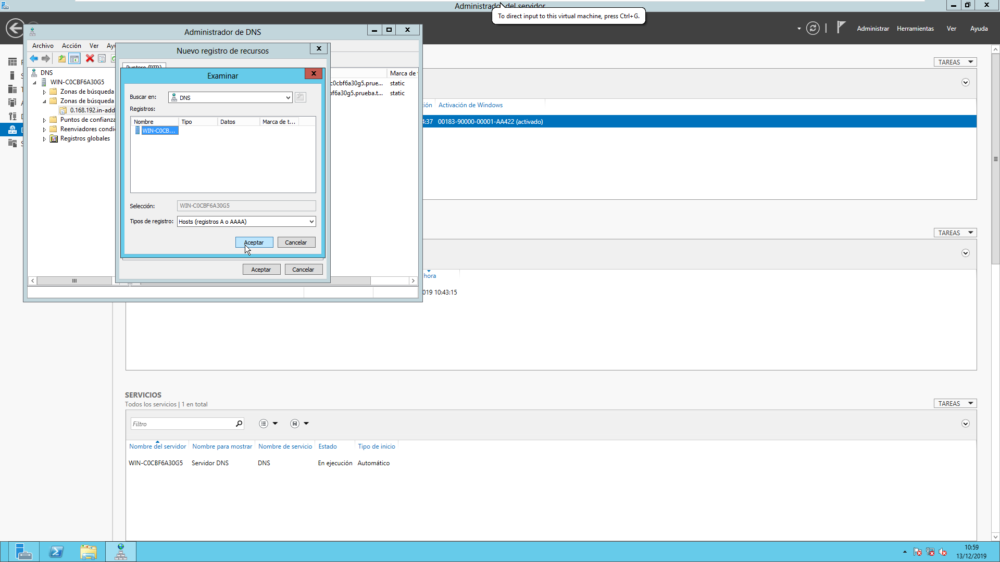 Administrador del servidor
To direct input to this virtual machine, press Ctrl+G.
Administrar Herramientas Ver Ayuda
Administrador de DNS
Archivo Acción Ver Ayu
Nuevo registro de recursos
Puntero (PTR)
Examinar
DNS
WIN-C0CBF6A30G5
Zonas de búsqueda
Zonas de búsqueda
0.168.192.in-add
Puntos de confianza
Reenviadores condi
Registros globales
Buscar en: DNS
Registros:
Nombre Tipo Datos Marca de t...
WIN-C0CB...
Selección: WIN-C0CBF6A30G5
Tipos de registro: Hosts (registros A o AAAA)
Aceptar Cancelar
Aceptar Cancelar
Marca de
c0cbf6a30g5.prue... static
bf6a30g5.prueba.t... static
TAREAS
ión Activación de Windows
4:37 00183-90000-00001-AA422 (activado)
TAREAS
hora
019 10:43:15
SERVICIOS
Todos los servicios | 1 en total
TAREAS
Filtro
Nombre del servidor Nombre para mostrar Nombre de servicio Estado Tipo de inicio
WIN-C0CBF6A30G5 Servidor DNS DNS En ejecución Automático
10:59
13/12/2019